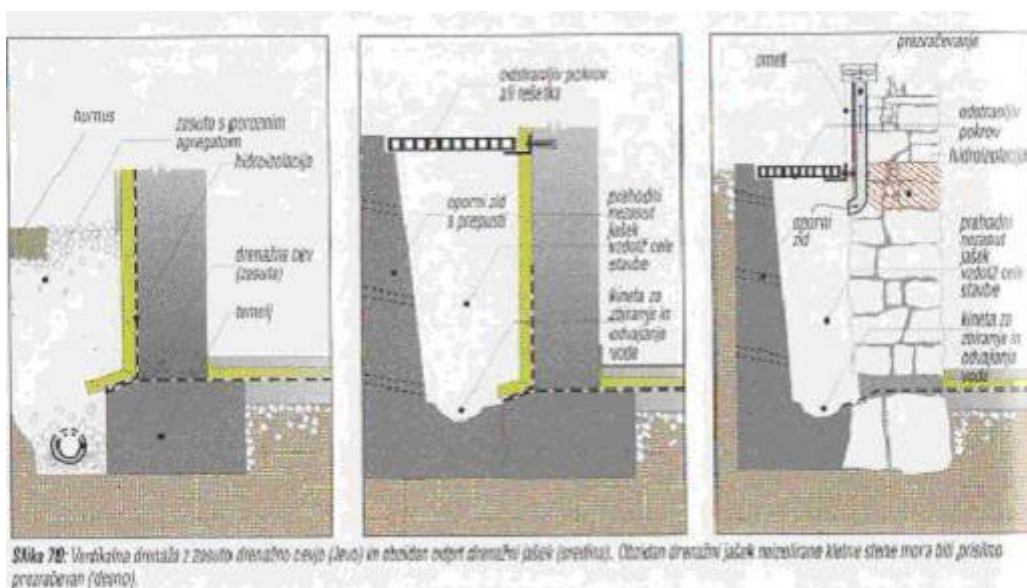 humus
zasuto s poroznim
agregatom
hidroizolacija
drenažna cev
(zasuta)
temelj
odstranljiv pokrov
ali rešetka
oporni zid
s prepusti
prahodni
nezasut
jašek
vzdolž cele
stavbe
kineta za
zbiranje in
odvajanje
vode
prezračevanje
omet
odstranljiv
pokrov
hidroizolacija
oporni
zid
prahodni
nezasut
jašek
vzdolž cele
stavbe
kineta za
zbiranje in
odvajanje
vode
Slika 70: Vertikalna drenaža z zasuto drenažno cevjo (levo) in obzidan odprt drenažni jašek (sredina). Obzidan drenažni jašek neizolirane kletne stene mora biti prisilno
prezračevan (desno).